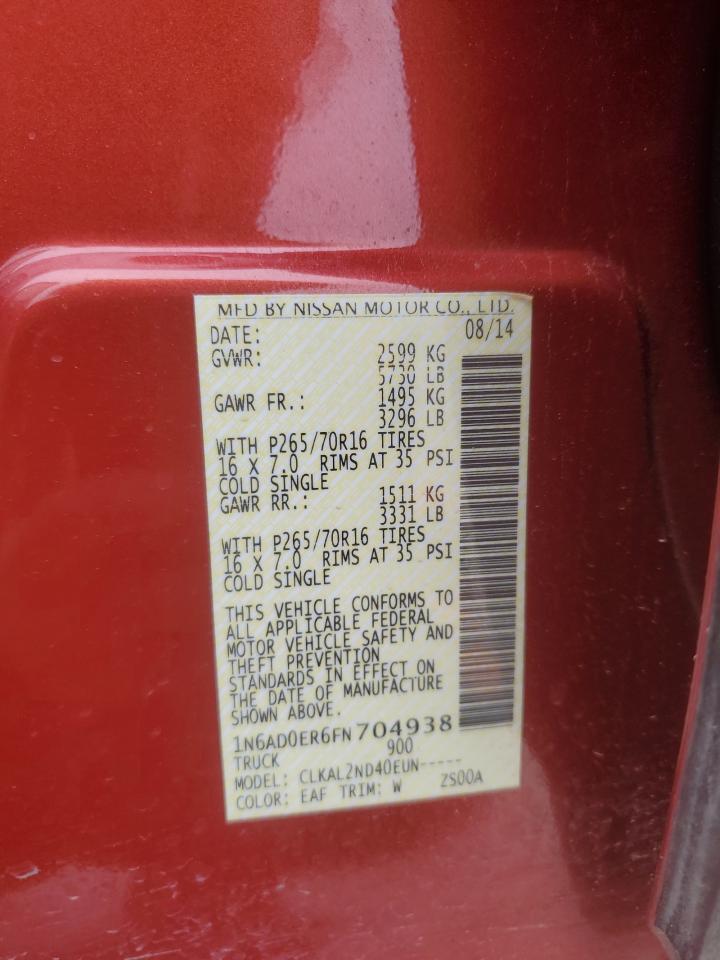 MFD BY NISSAN MOTOR CO., LTD.
DATE: 08/14
GVWR: 2599 KG
5730 LB
GAWR FR.: 1495 KG
3296 LB
WITH P265/70R16 TIRES
16 X 7.0 RIMS AT 35 PSI
COLD SINGLE
GAWR RR.: 1511 KG
3331 LB
WITH P265/70R16 TIRES
16 X 7.0 RIMS AT 35 PSI
COLD SINGLE
THIS VEHICLE CONFORMS TO
ALL APPLICABLE FEDERAL
MOTOR VEHICLE SAFETY AND
THEFT PREVENTION
STANDARDS IN EFFECT ON
THE DATE OF MANUFACTURE
SHOWN ABOVE.
1N6AD0ER6FN704938
TRUCK 900
MODEL: CLKAL2ND40EUN-----
COLOR: EAF TRIM: W ZS00A